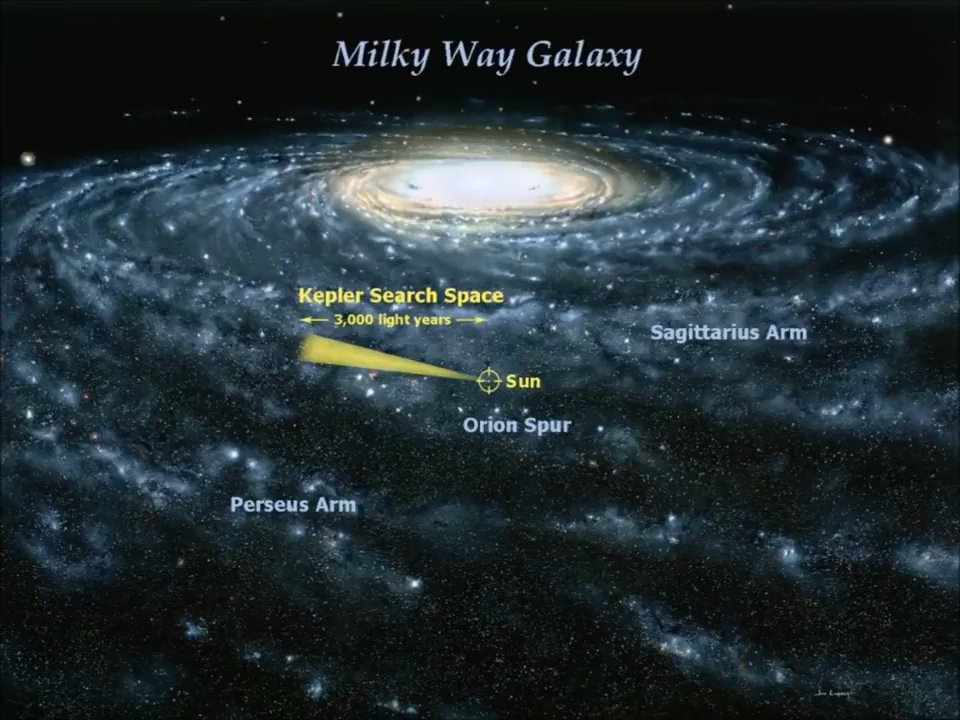 Milky Way Galaxy
Kepler Search Space
3,000 light years
Sagittarius Arm
Sun
Orion Spur
Perseus Arm